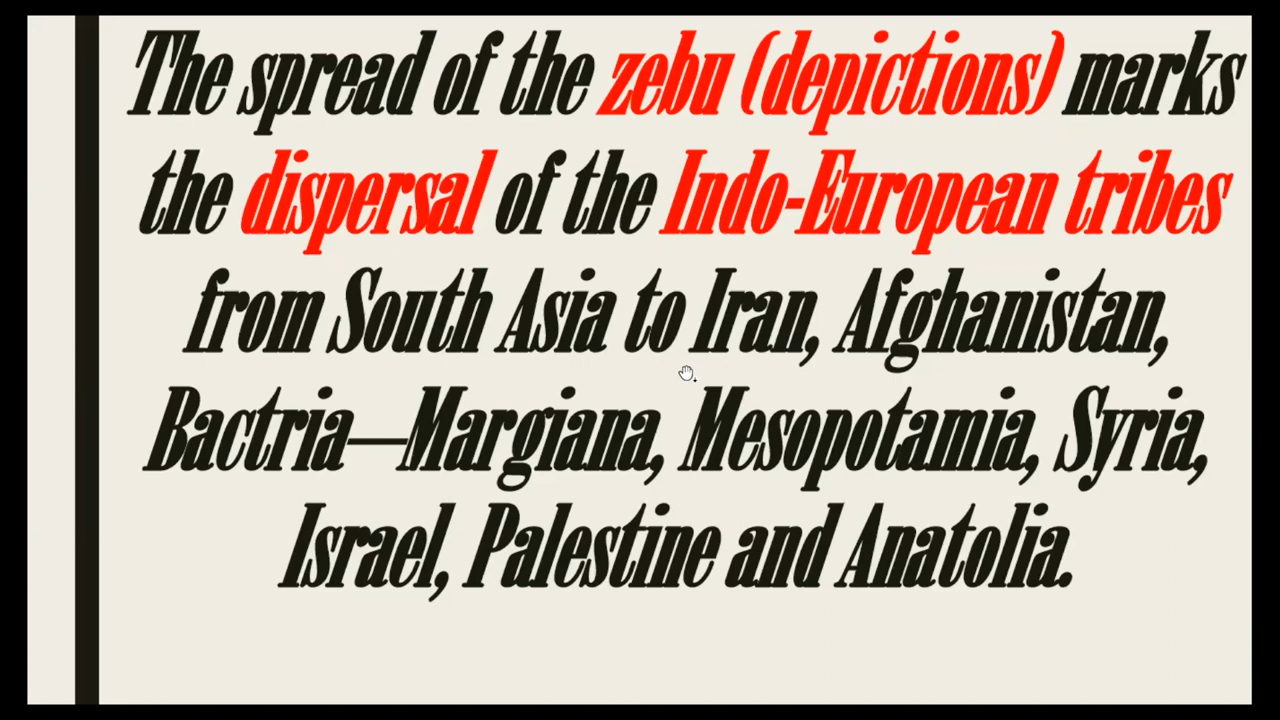 The spread of the zebu (depictions) marks
the dispersal of the Indo-European tribes
from South Asia to Iran, Afghanistan,
Bactria—Margiana, Mesopotamia, Syria,
Israel, Palestine and Anatolia.